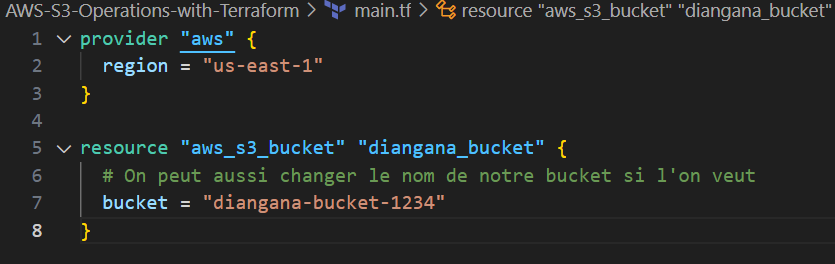 AWS-S3-Operations-with-Terraform > main.tf > resource "aws_s3_bucket" "diangana_bucket"
1 provider "aws" {
2 region = "us-east-1"
3 }
4
5 resource "aws_s3_bucket" "diangana_bucket" {
6 # On peut aussi changer le nom de notre bucket si l'on veut
7 bucket = "diangana-bucket-1234"
8 }